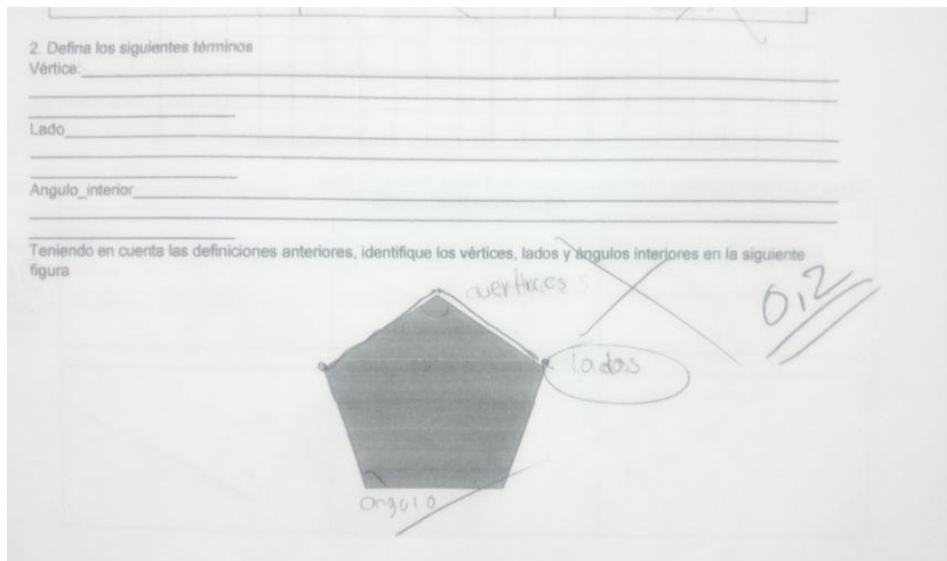 2. Defina los siguientes términos
Vértice:
Lado
Angulo_interior
Teniendo en cuenta las definiciones anteriores, identifique los vértices, lados y ángulos interiores en la siguiente
figura
0,2
lados
angulo